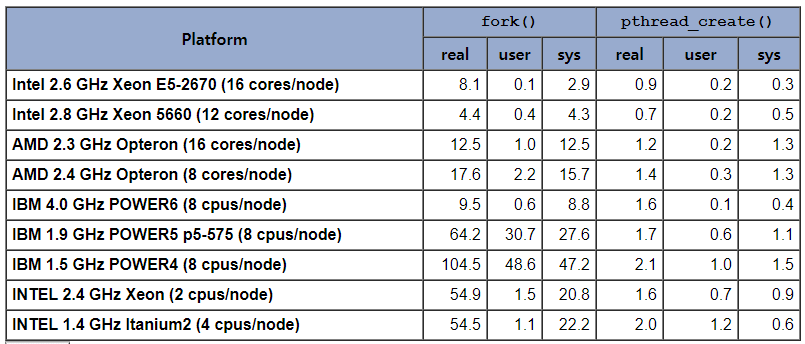 Platform fork() pthread_create()
real user sys real user sys
Intel 2.6 GHz Xeon E5-2670 (16 cores/node) 8.1 0.1 2.9 0.9 0.2 0.3
Intel 2.8 GHz Xeon 5660 (12 cores/node) 4.4 0.4 4.3 0.7 0.2 0.5
AMD 2.3 GHz Opteron (16 cores/node) 12.5 1.0 12.5 1.2 0.2 1.3
AMD 2.4 GHz Opteron (8 cores/node) 17.6 2.2 15.7 1.4 0.3 1.3
IBM 4.0 GHz POWER6 (8 cpus/node) 9.5 0.6 8.8 1.6 0.1 0.4
IBM 1.9 GHz POWER5 p5-575 (8 cpus/node) 64.2 30.7 27.6 1.7 0.6 1.1
IBM 1.5 GHz POWER4 (8 cpus/node) 104.5 48.6 47.2 2.1 1.0 1.5
INTEL 2.4 GHz Xeon (2 cpus/node) 54.9 1.5 20.8 1.6 0.7 0.9
INTEL 1.4 GHz Itanium2 (4 cpus/node) 54.5 1.1 22.2 2.0 1.2 0.6